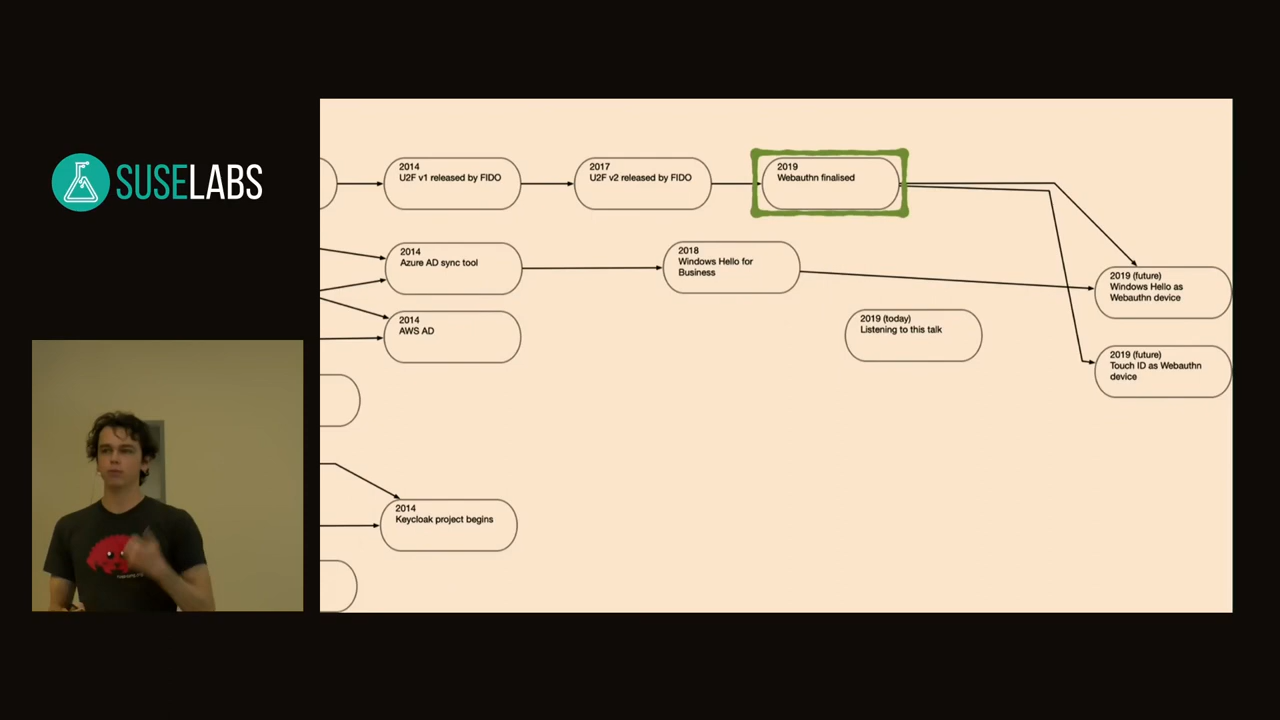 SUSELABS
2014
U2F v1 released by FIDO
2017
U2F v2 released by FIDO
2019
Webauthn finalised
2014
Azure AD sync tool
2018
Windows Hello for
Business
2019 (future)
Windows Hello as
Webauthn device
2014
AWS AD
2019 (today)
Listening to this talk
2019 (future)
Touch ID as Webauthn
device
2014
Keycloak project begins